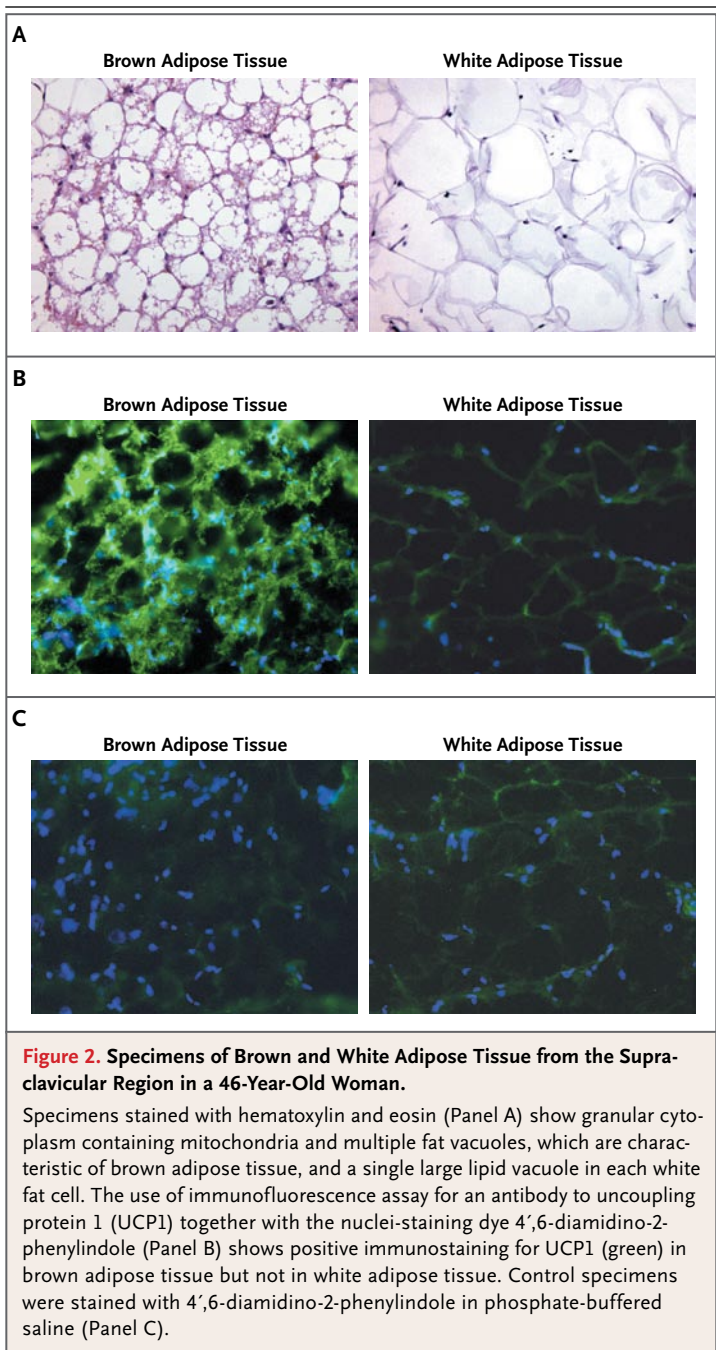 A
Brown Adipose Tissue
White Adipose Tissue
B
Brown Adipose Tissue
White Adipose Tissue
C
Brown Adipose Tissue
White Adipose Tissue
Figure 2. Specimens of Brown and White Adipose Tissue from the Supra-
clavicular Region in a 46-Year-Old Woman.
Specimens stained with hematoxylin and eosin (Panel A) show granular cyto-
plasm containing mitochondria and multiple fat vacuoles, which are charac-
teristic of brown adipose tissue, and a single large lipid vacuole in each white
fat cell. The use of immunofluorescence assay for an antibody to uncoupling
protein 1 (UCP1) together with the nuclei-staining dye 4′,6-diamidino-2-
phenylindole (Panel B) shows positive immunostaining for UCP1 (green) in
brown adipose tissue but not in white adipose tissue. Control specimens
were stained with 4′,6-diamidino-2-phenylindole in phosphate-buffered
saline (Panel C).